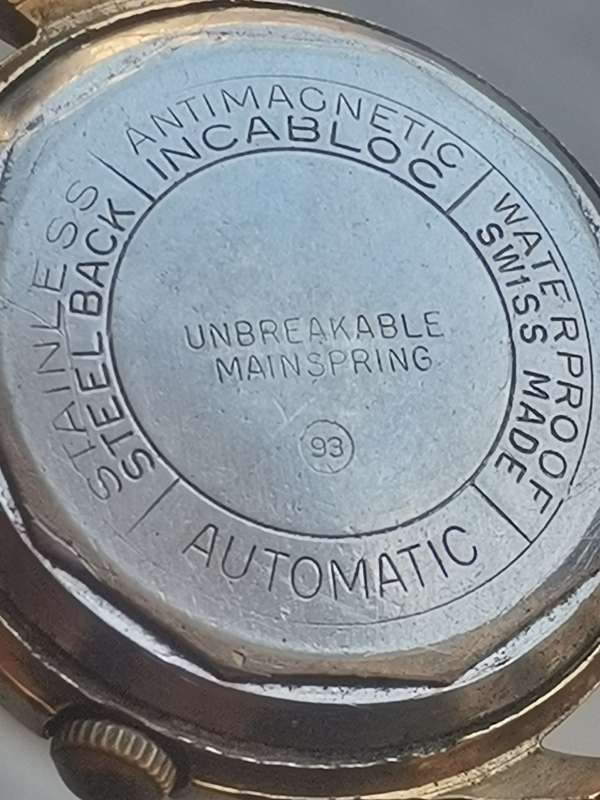 ANTIMAGNETIC
INCABLOC
WATERPROOF
SWISS MADE
AUTOMATIC
STAINLESS
STEEL BACK
UNBREAKABLE
MAINSPRING
93